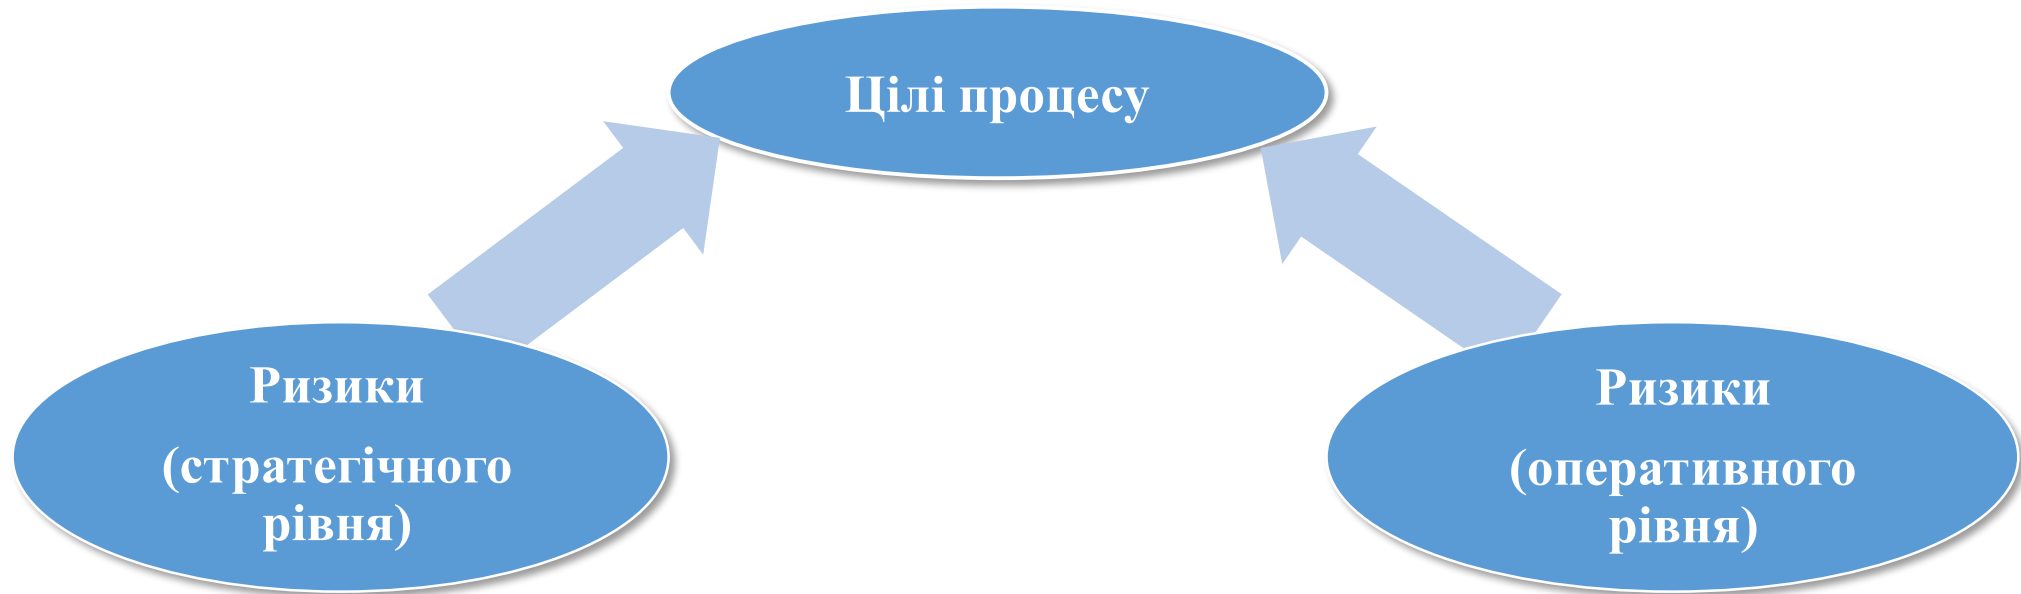 Цілі процесу
Ризики
(стратегічного
рівня)
Ризики
(оперативного
рівня)